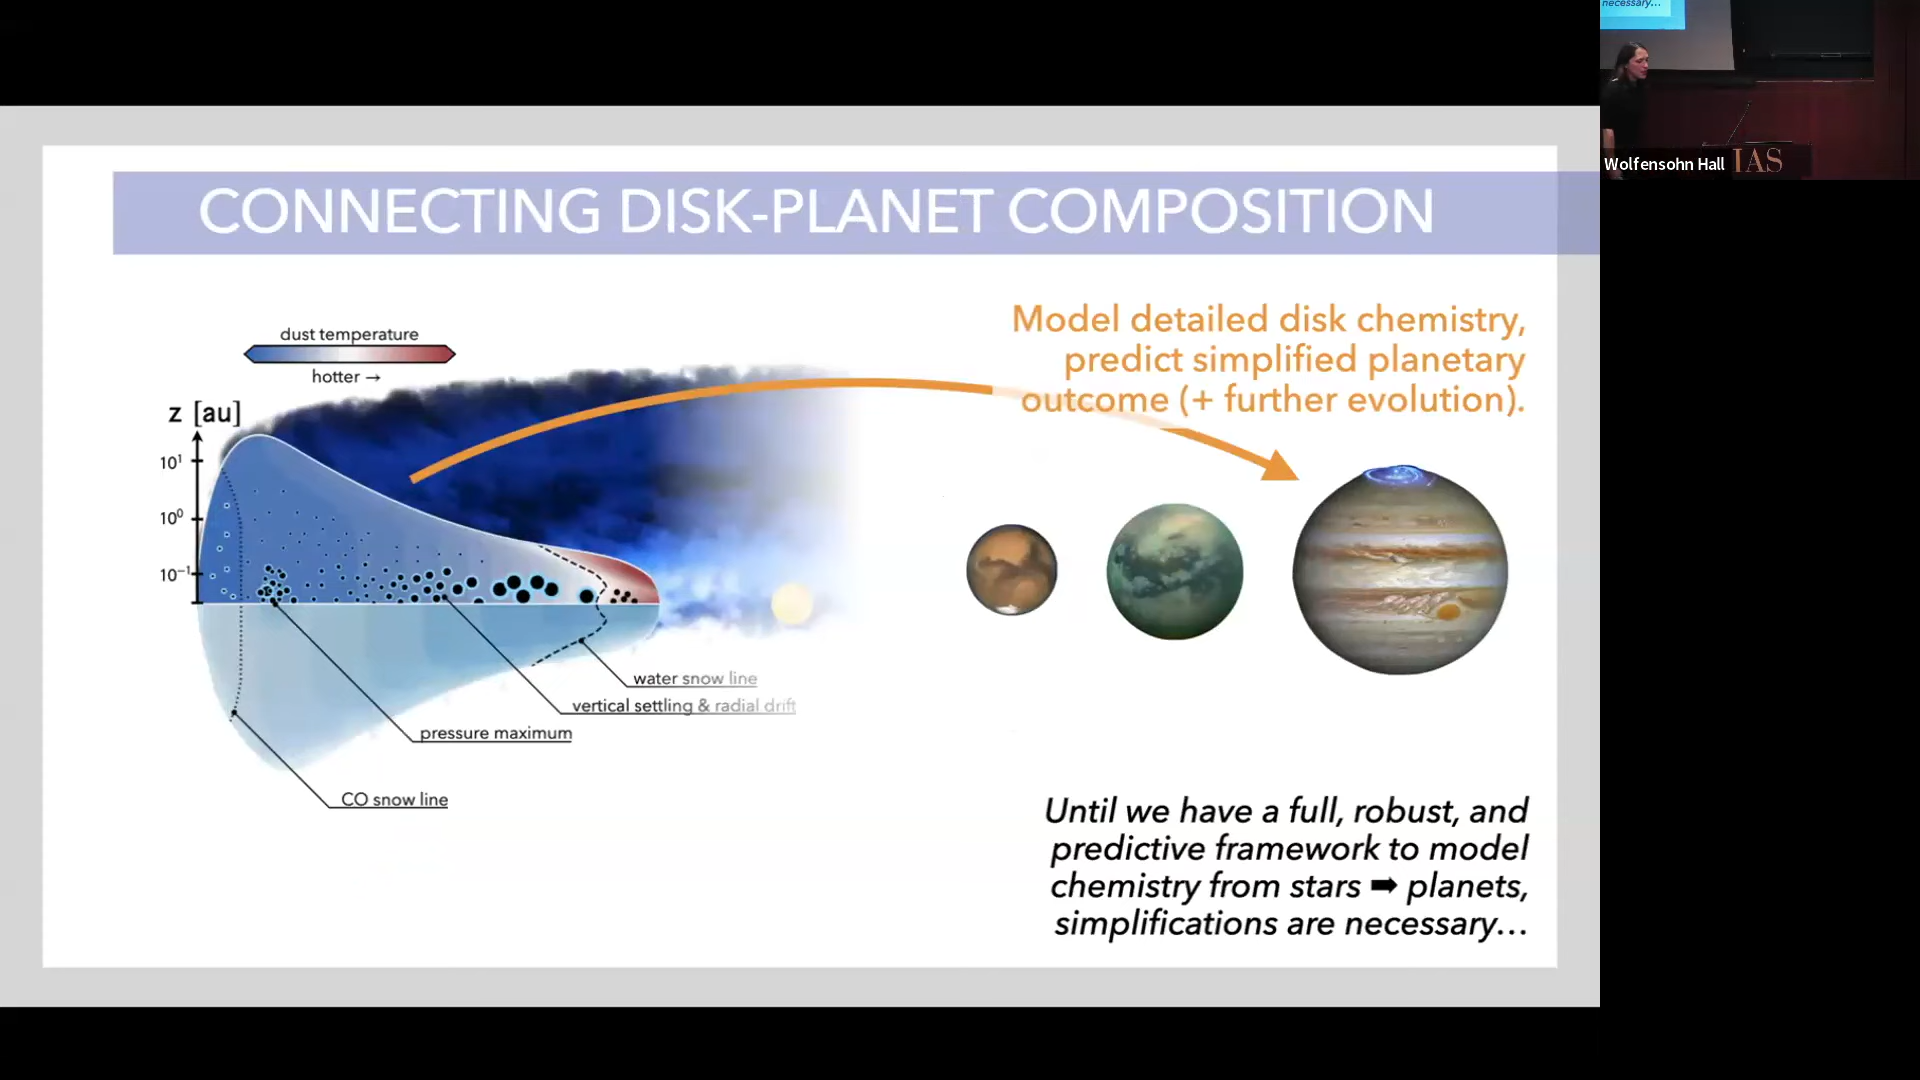 necessary...
Wolfensohn Hall
IAS
CONNECTING DISK-PLANET COMPOSITION
Model detailed disk chemistry,
predict simplified planetary
outcome (+ further evolution).
dust temperature
hotter →
z [au]
10¹
10⁰
10⁻¹
water snow line
vertical settling & radial drift
pressure maximum
CO snow line
Until we have a full, robust, and
predictive framework to model
chemistry from stars ➡ planets,
simplifications are necessary...